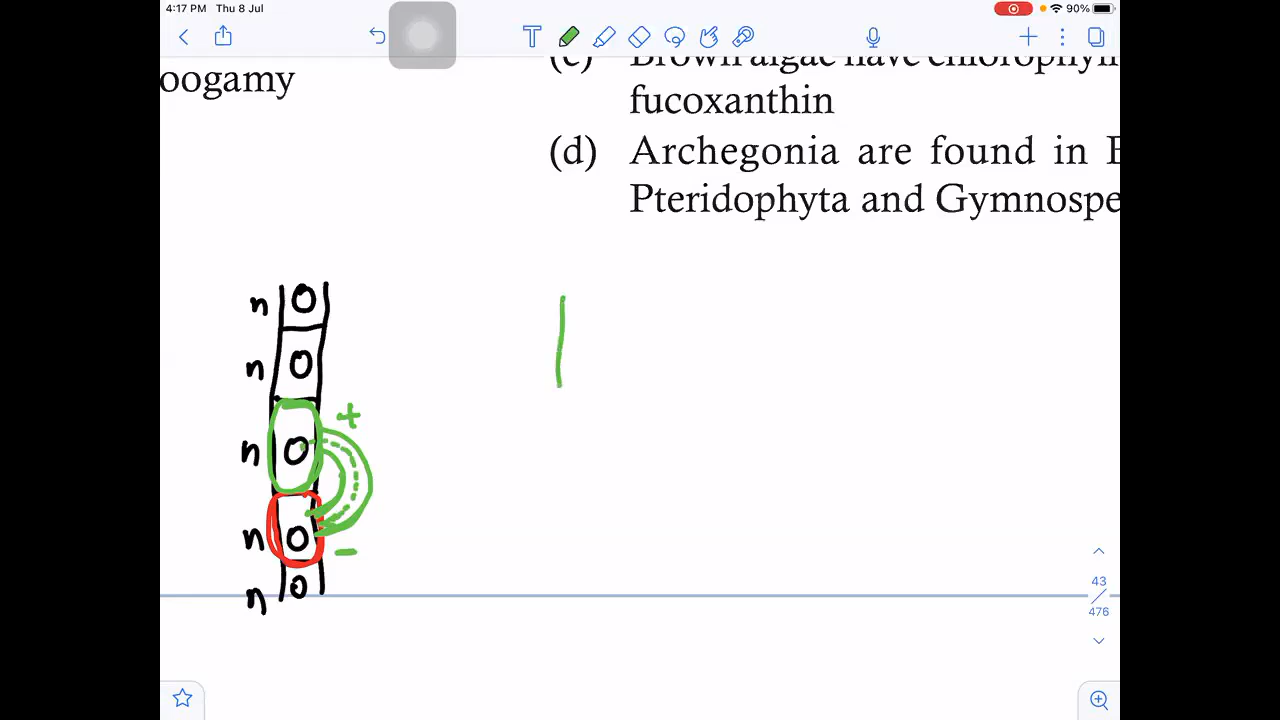 4:17 PM Thu 8 Jul
90%
T
oogamy
fucoxanthin
(d) Archegonia are found in
Pteridophyta and Gymnospe
n O
n O
+
n O
n O
−
n O
43
476